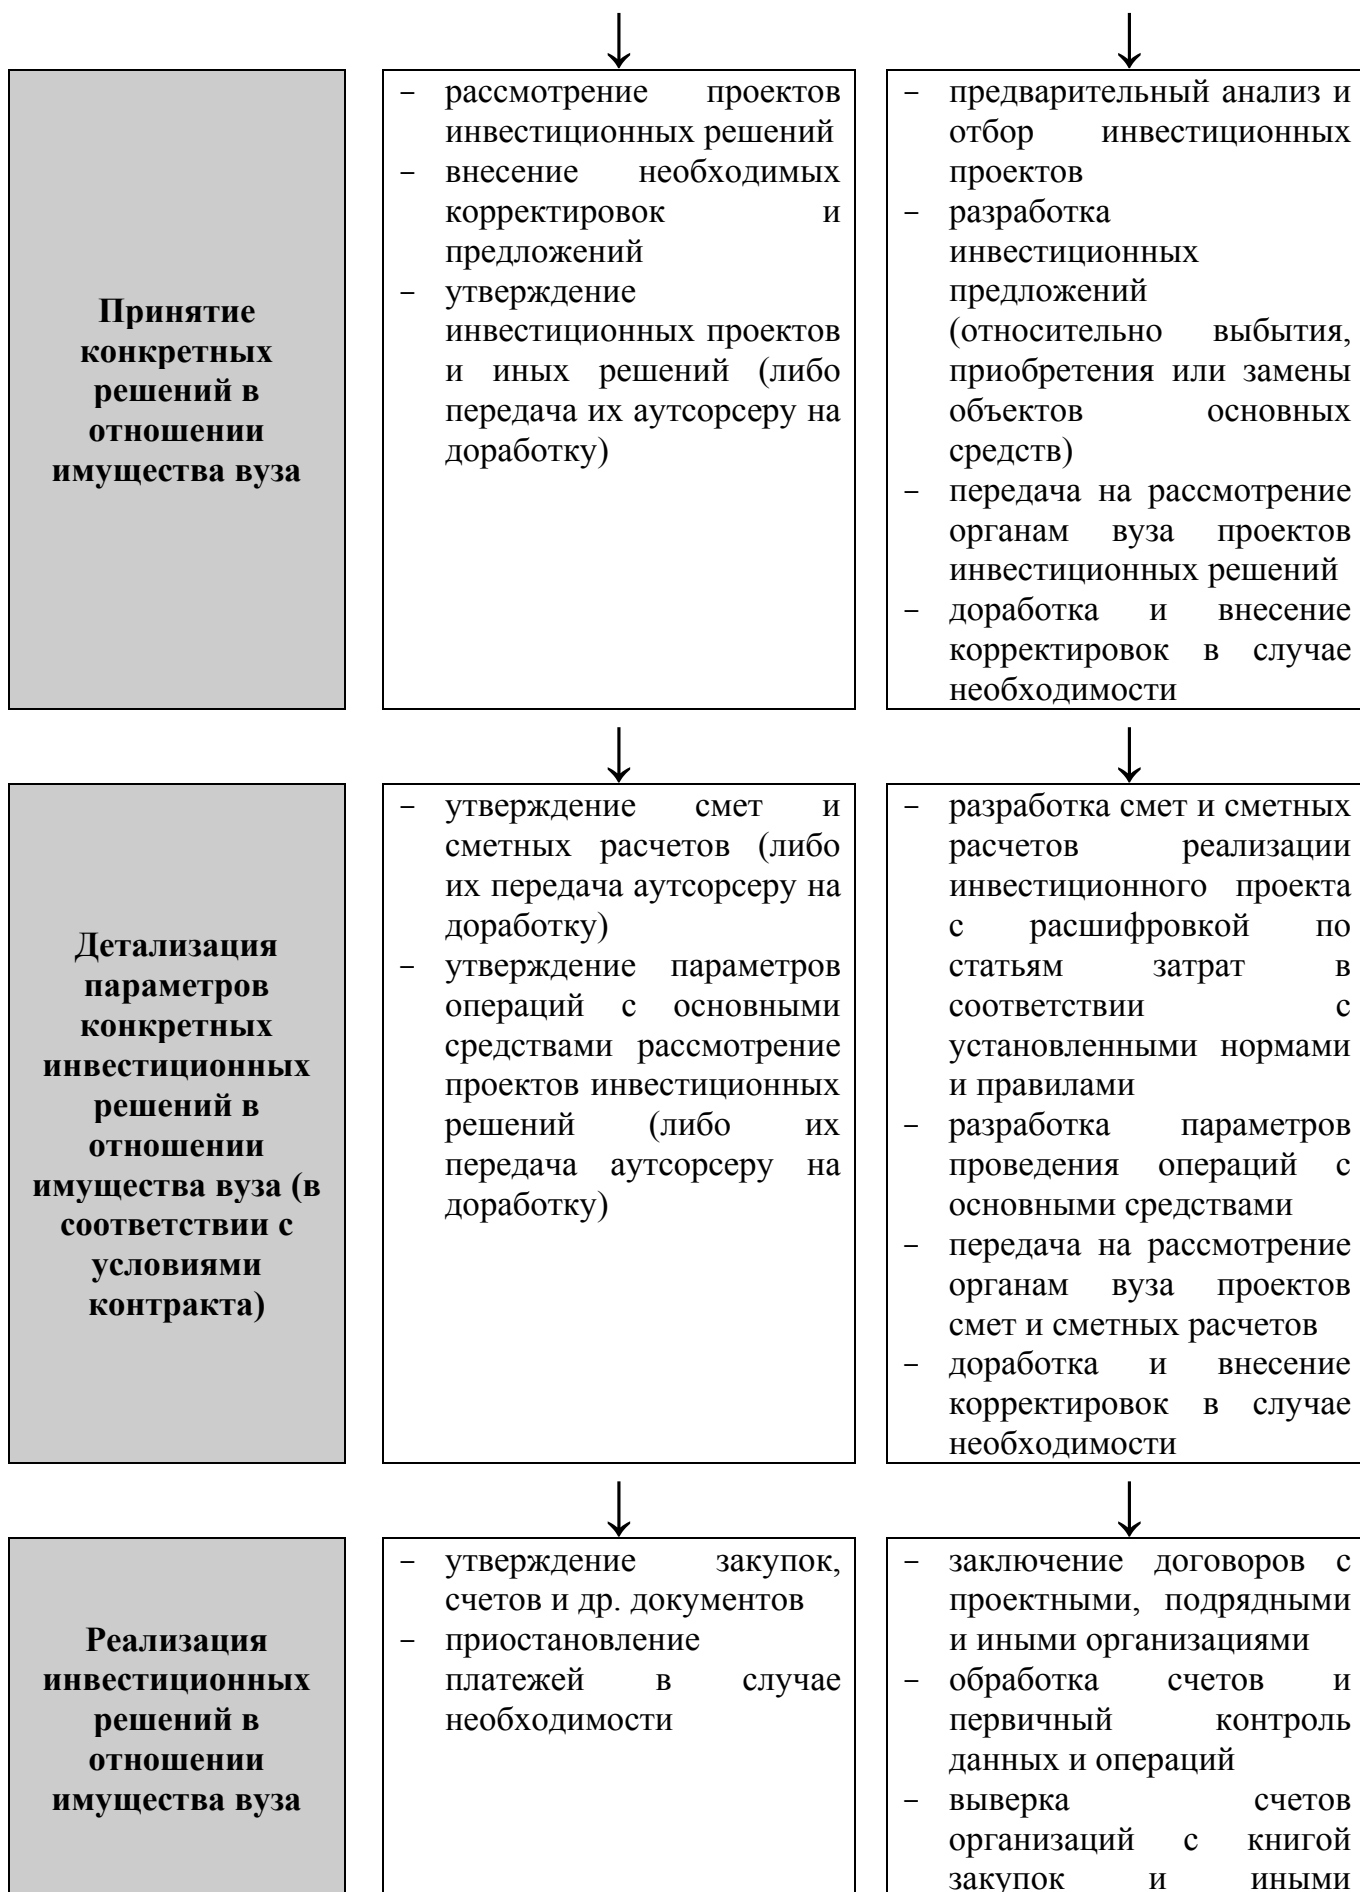 Принятие
конкретных
решений в
отношении
имущества вуза
- рассмотрение проектов
инвестиционных решений
- внесение необходимых
корректировок и
предложений
- утверждение
инвестиционных проектов
и иных решений (либо
передача их аутсорсеру на
доработку)
- предварительный анализ и
отбор инвестиционных
проектов
- разработка
инвестиционных
предложений
(относительно выбытия,
приобретения или замены
объектов основных
средств)
- передача на рассмотрение
органам вуза проектов
инвестиционных решений
- доработка и внесение
корректировок в случае
необходимости
Детализация
параметров
конкретных
инвестиционных
решений в
отношении
имущества вуза (в
соответствии с
условиями
контракта)
- утверждение смет и
сметных расчетов (либо
их передача аутсорсеру на
доработку)
- утверждение параметров
операций с основными
средствами рассмотрение
проектов инвестиционных
решений (либо их
передача аутсорсеру на
доработку)
- разработка смет и сметных
расчетов реализации
инвестиционного проекта
с расшифровкой по
статьям затрат в
соответствии с
установленными нормами
и правилами
- разработка параметров
проведения операций с
основными средствами
- передача на рассмотрение
органам вуза проектов
смет и сметных расчетов
- доработка и внесение
корректировок в случае
необходимости
Реализация
инвестиционных
решений в
отношении
имущества вуза
- утверждение закупок,
счетов и др. документов
- приостановление
платежей в случае
необходимости
- заключение договоров с
проектными, подрядными
и иными организациями
- обработка счетов и
первичный контроль
данных и операций
- выверка счетов
организаций с книгой
закупок и иными